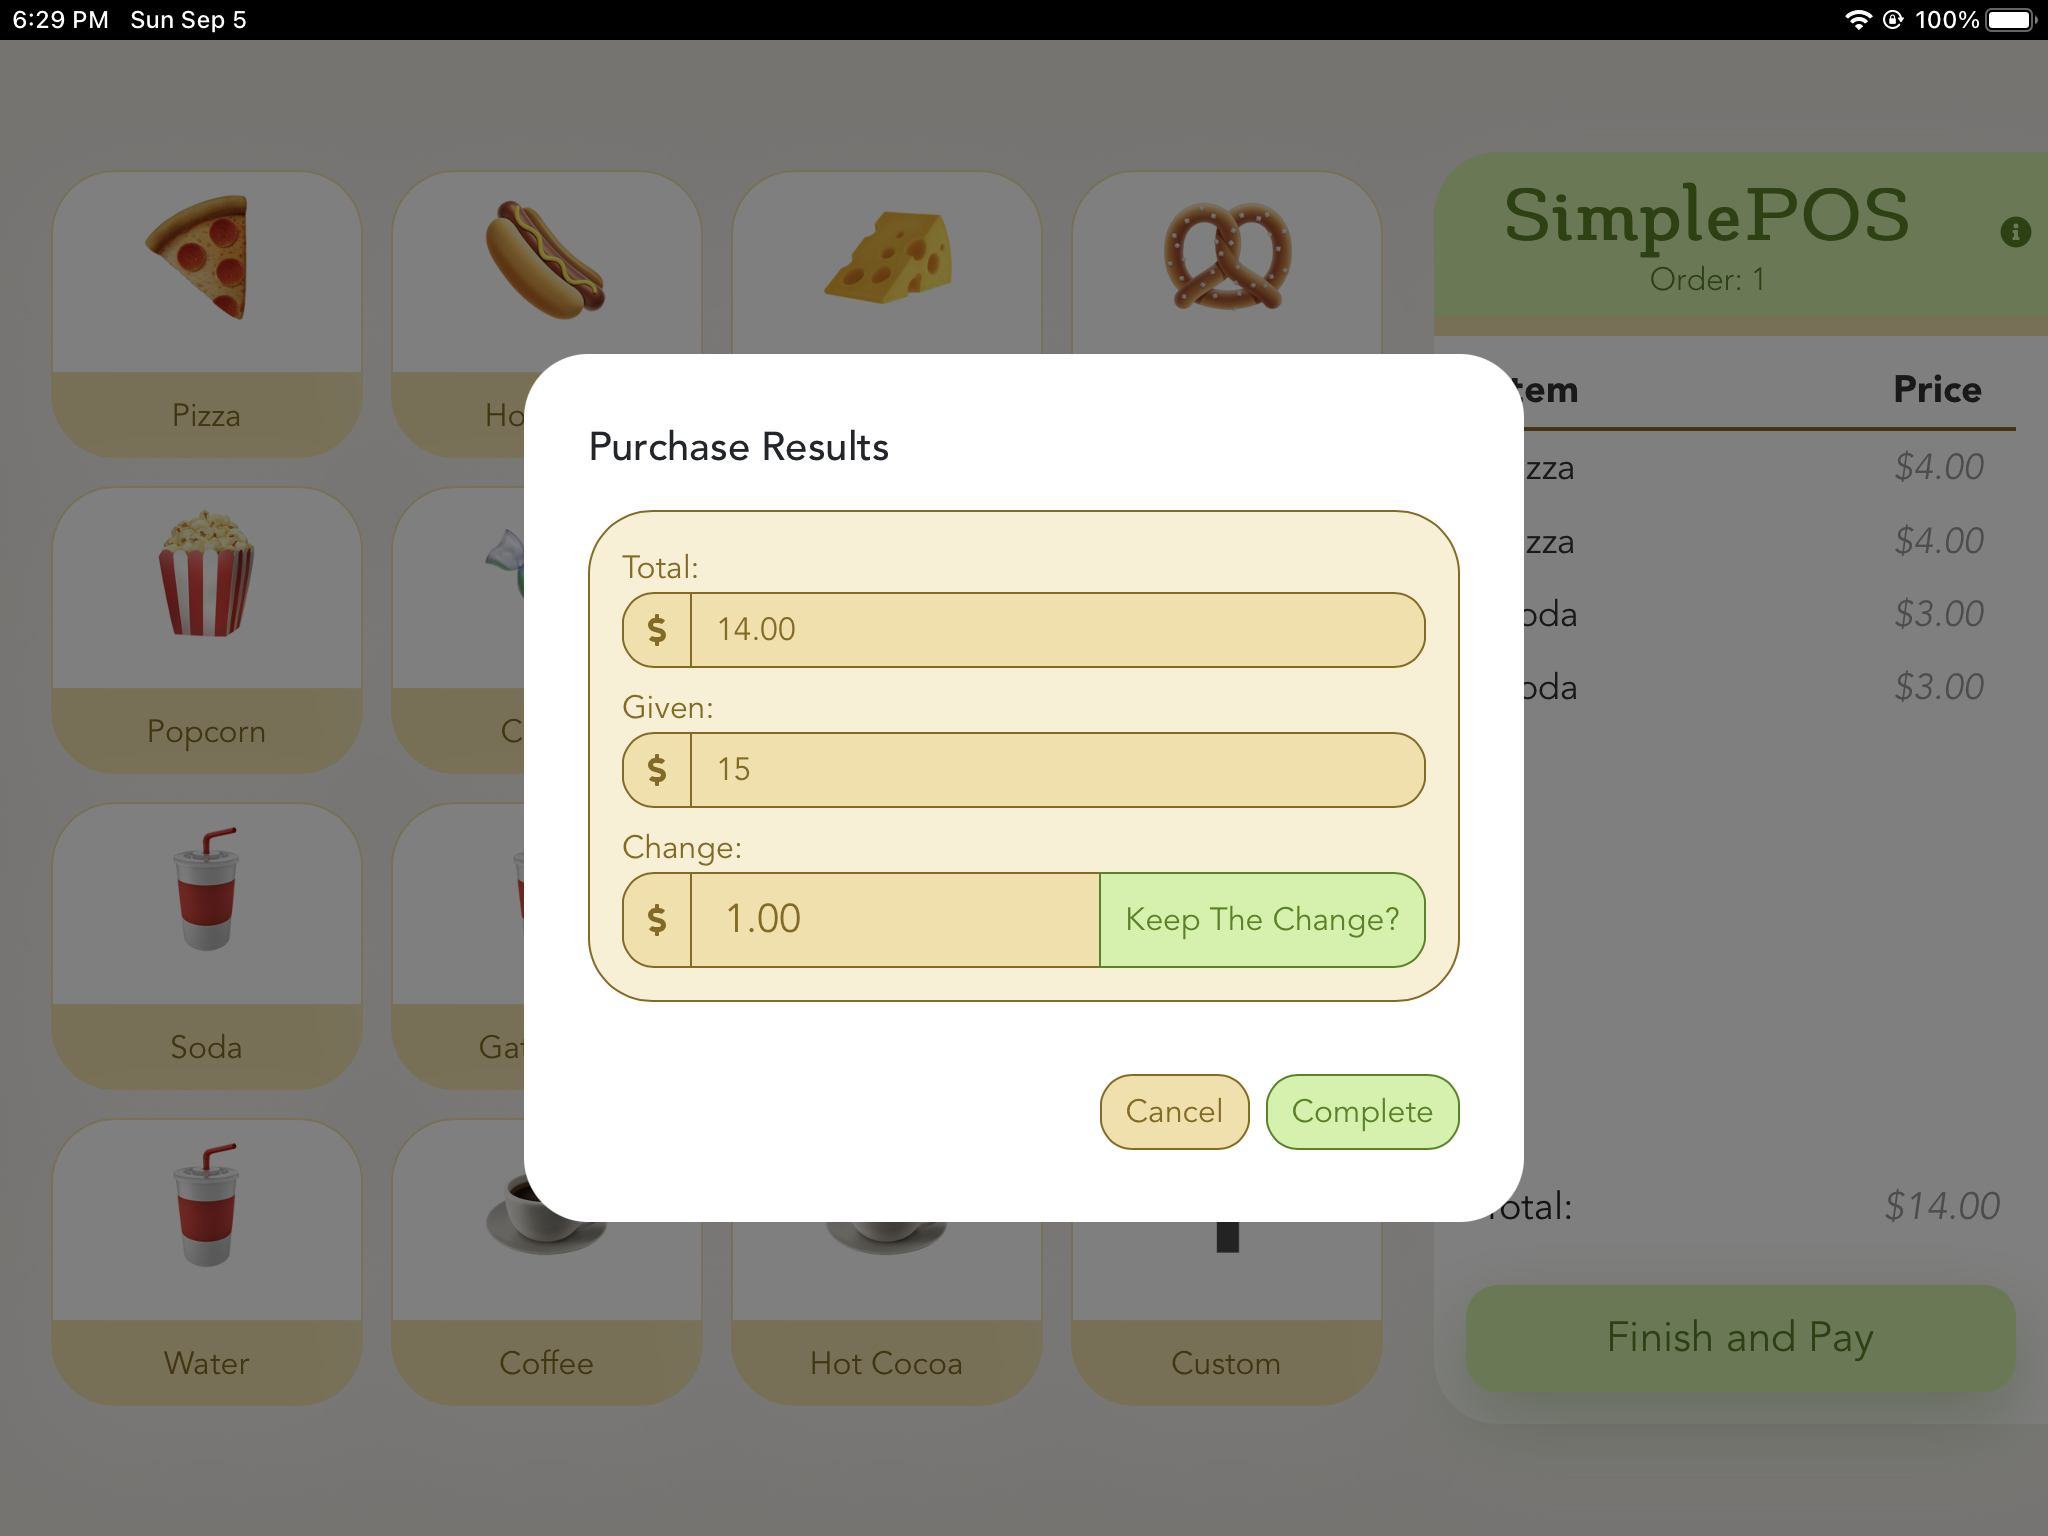 6:29 PM Sun Sep 5 100%
SimplePOS
Order: 1
Item Price
$4.00
$4.00
$3.00
$3.00
Total: $14.00
Finish and Pay
Pizza
Popcorn
Soda
Water
Coffee
Hot Cocoa
Custom
Purchase Results
Total:
$ 14.00
Given:
$ 15
Change:
$ 1.00 Keep The Change?
Cancel Complete